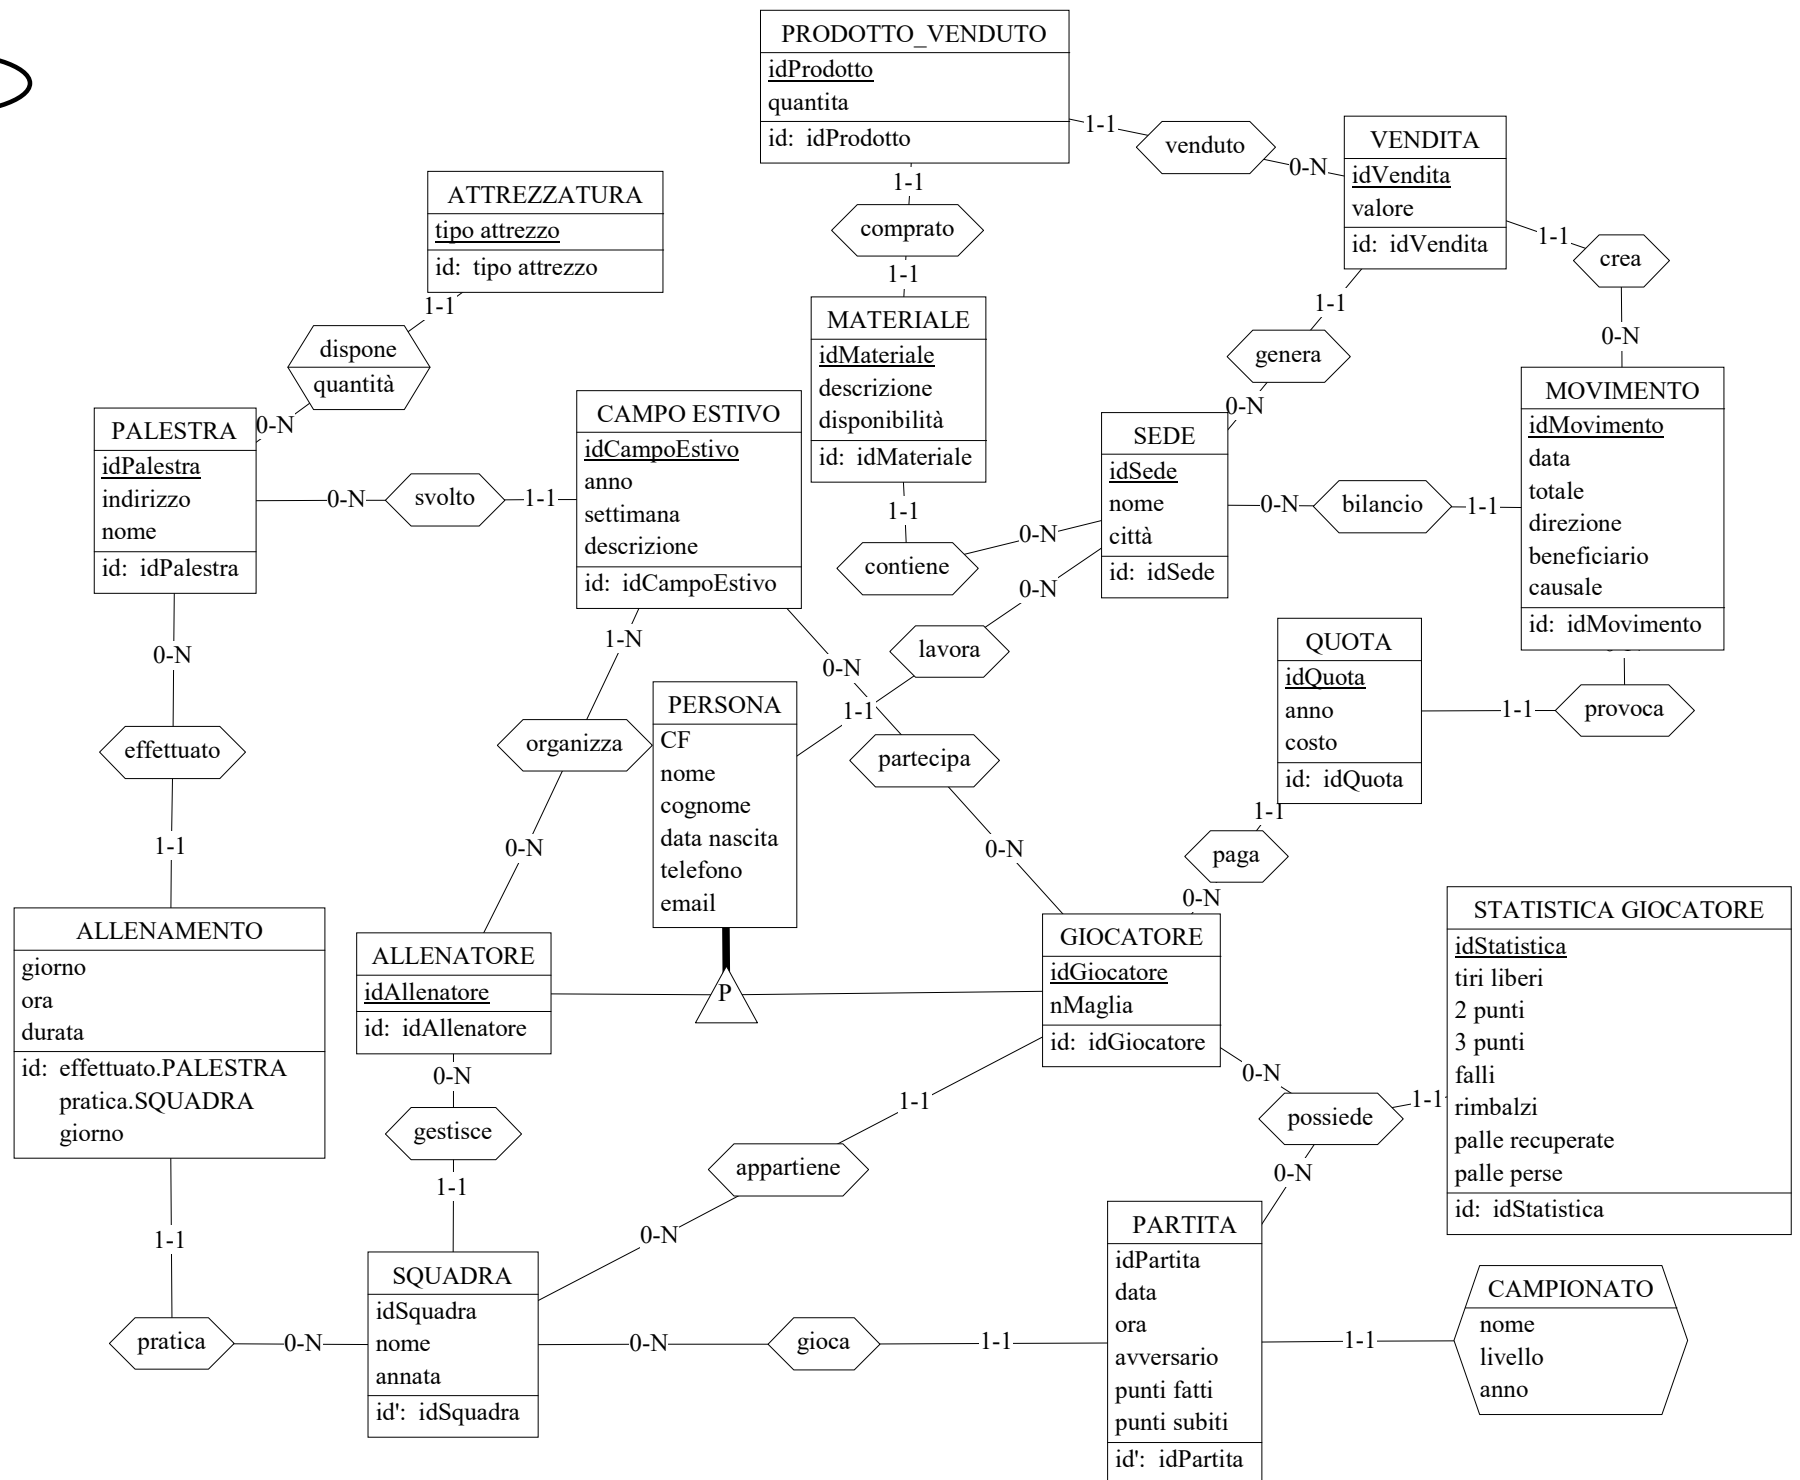 PRODOTTO_VENDUTO
idProdotto
quantita
id: idProdotto
1-1
venduto
0-N
VENDITA
idVendita
valore
id: idVendita
1-1
crea
0-N
1-1
comprato
1-1
ATTREZZATURA
tipo attrezzo
id: tipo attrezzo
1-1
dispone
quantità
0-N
MATERIALE
idMateriale
descrizione
disponibilità
id: idMateriale
1-1
contiene
0-N
1-1
genera
0-N
SEDE
idSede
nome
città
id: idSede
0-N
bilancio
1-1
MOVIMENTO
idMovimento
data
totale
direzione
beneficiario
causale
id: idMovimento
PALESTRA
idPalestra
indirizzo
nome
id: idPalestra
0-N
svolto
1-1
CAMPO ESTIVO
idCampoEstivo
anno
settimana
descrizione
id: idCampoEstivo
0-N
lavora
1-1
1-N
organizza
0-N
0-N
partecipa
0-N
QUOTA
idQuota
anno
costo
id: idQuota
1-1
provoca
PERSONA
CF
nome
cognome
data nascita
telefono
email
P
0-N
effettuato
1-1
1-1
paga
0-N
ALLENAMENTO
giorno
ora
durata
id: effettuato.PALESTRA
pratica.SQUADRA
giorno
ALLENATORE
idAllenatore
id: idAllenatore
GIOCATORE
idGiocatore
nMaglia
id: idGiocatore
STATISTICA GIOCATORE
idStatistica
tiri liberi
2 punti
3 punti
falli
rimbalzi
palle recuperate
palle perse
id: idStatistica
0-N
gestisce
1-1
1-1
appartiene
0-N
0-N
possiede
1-1
0-N
1-1
pratica
0-N
SQUADRA
idSquadra
nome
annata
id': idSquadra
0-N
gioca
1-1
PARTITA
idPartita
data
ora
avversario
punti fatti
punti subiti
id': idPartita
1-1
CAMPIONATO
nome
livello
anno